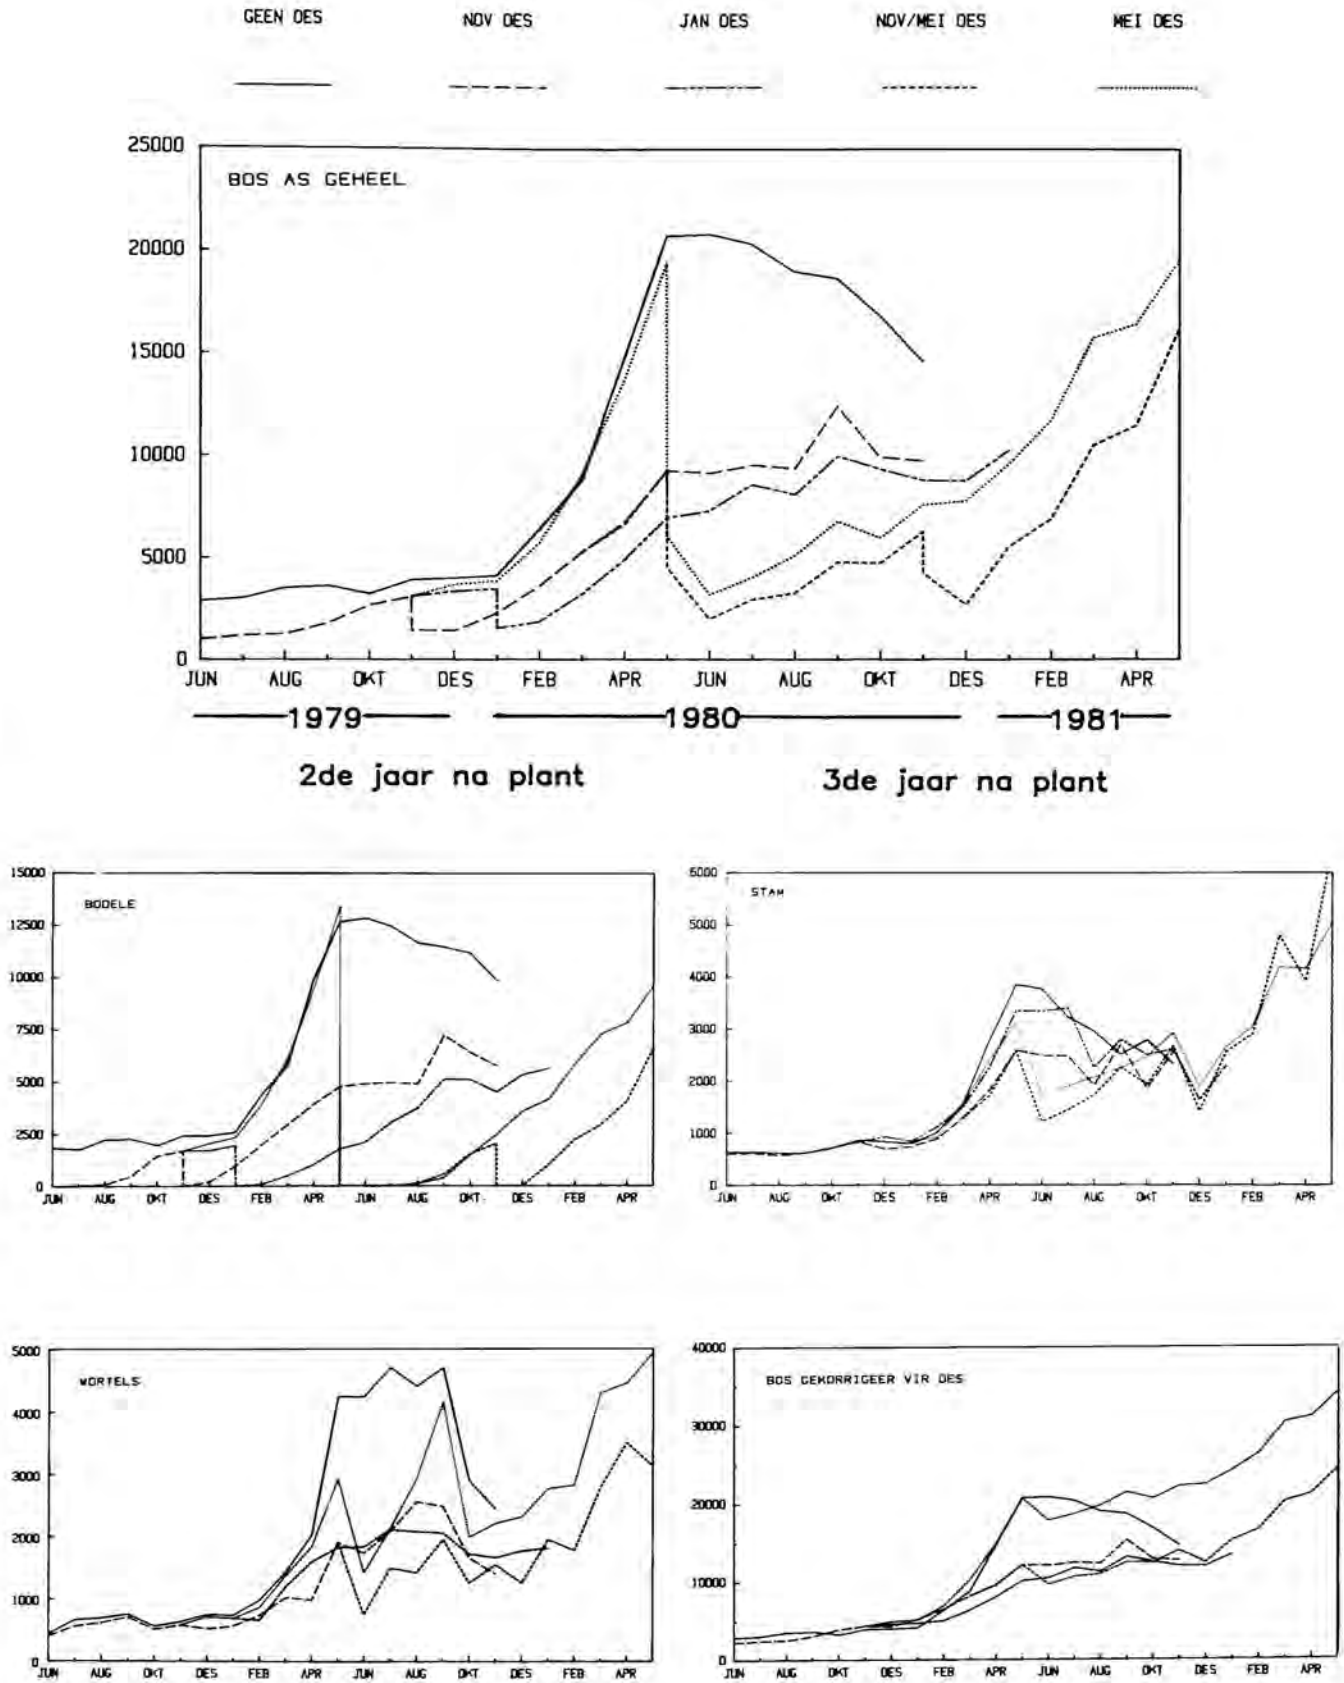 GEEN DES NOV DES JAN DES NOV/MEI DES MEI DES
25000
BOS AS GEHEEL
20000
15000
10000
5000
0
JUN AUG OKT DES FEB APR JUN AUG OKT DES FEB APR
1979 1980 1981
2de jaar na plant 3de jaar na plant
15000
BODELE
12500
10000
7500
5000
2500
0
JUN AUG OKT DES FEB APR JUN AUG OKT DES FEB APR
6000
STAM
5000
4000
3000
2000
1000
0
JUN AUG OKT DES FEB APR JUN AUG OKT DES FEB APR
5000
WORTELS
4000
3000
2000
1000
0
JUN AUG OKT DES FEB APR JUN AUG OKT DES FEB APR
40000
BOS GEKORRIGEER VIR DES
30000
20000
10000
0
JUN AUG OKT DES FEB APR JUN AUG OKT DES FEB APR